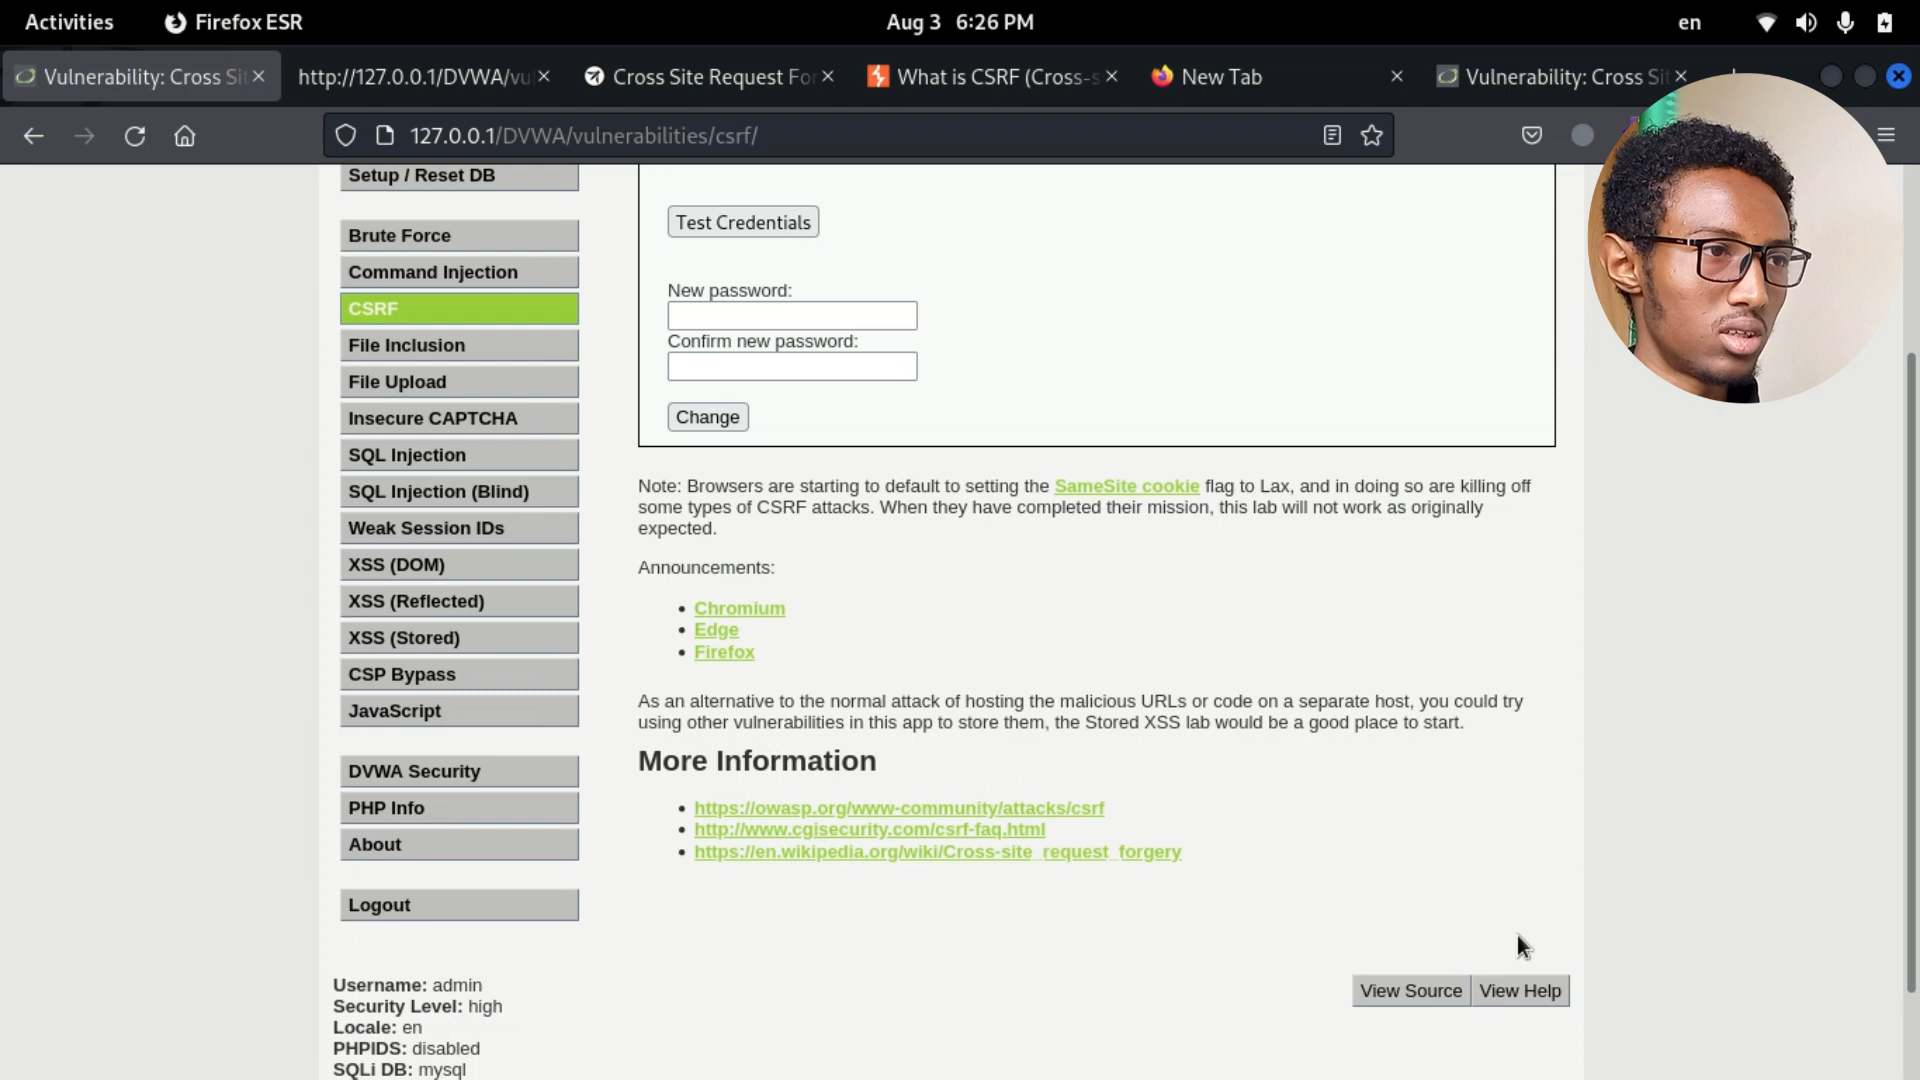 Activities Firefox ESR Aug 3 6:26 PM en
Vulnerability: Cross Sit http://127.0.0.1/DVWA/vu Cross Site Request Fo What is CSRF (Cross-s New Tab Vulnerability: Cross Sit
127.0.0.1/DVWA/vulnerabilities/csrf/
Setup / Reset DB
Brute Force
Command Injection
CSRF
File Inclusion
File Upload
Insecure CAPTCHA
SQL Injection
SQL Injection (Blind)
Weak Session IDs
XSS (DOM)
XSS (Reflected)
XSS (Stored)
CSP Bypass
JavaScript
DVWA Security
PHP Info
About
Logout
Test Credentials
New password:
Confirm new password:
Change
Note: Browsers are starting to default to setting the SameSite cookie flag to Lax, and in doing so are killing off
some types of CSRF attacks. When they have completed their mission, this lab will not work as originally
expected.
Announcements:
Chromium
Edge
Firefox
As an alternative to the normal attack of hosting the malicious URLs or code on a separate host, you could try
using other vulnerabilities in this app to store them, the Stored XSS lab would be a good place to start.
More Information
https://owasp.org/www-community/attacks/csrf
http://www.cgisecurity.com/csrf-faq.html
https://en.wikipedia.org/wiki/Cross-site_request_forgery
Username: admin
Security Level: high
Locale: en
PHPIDS: disabled
SQLi DB: mysql
View Source View Help